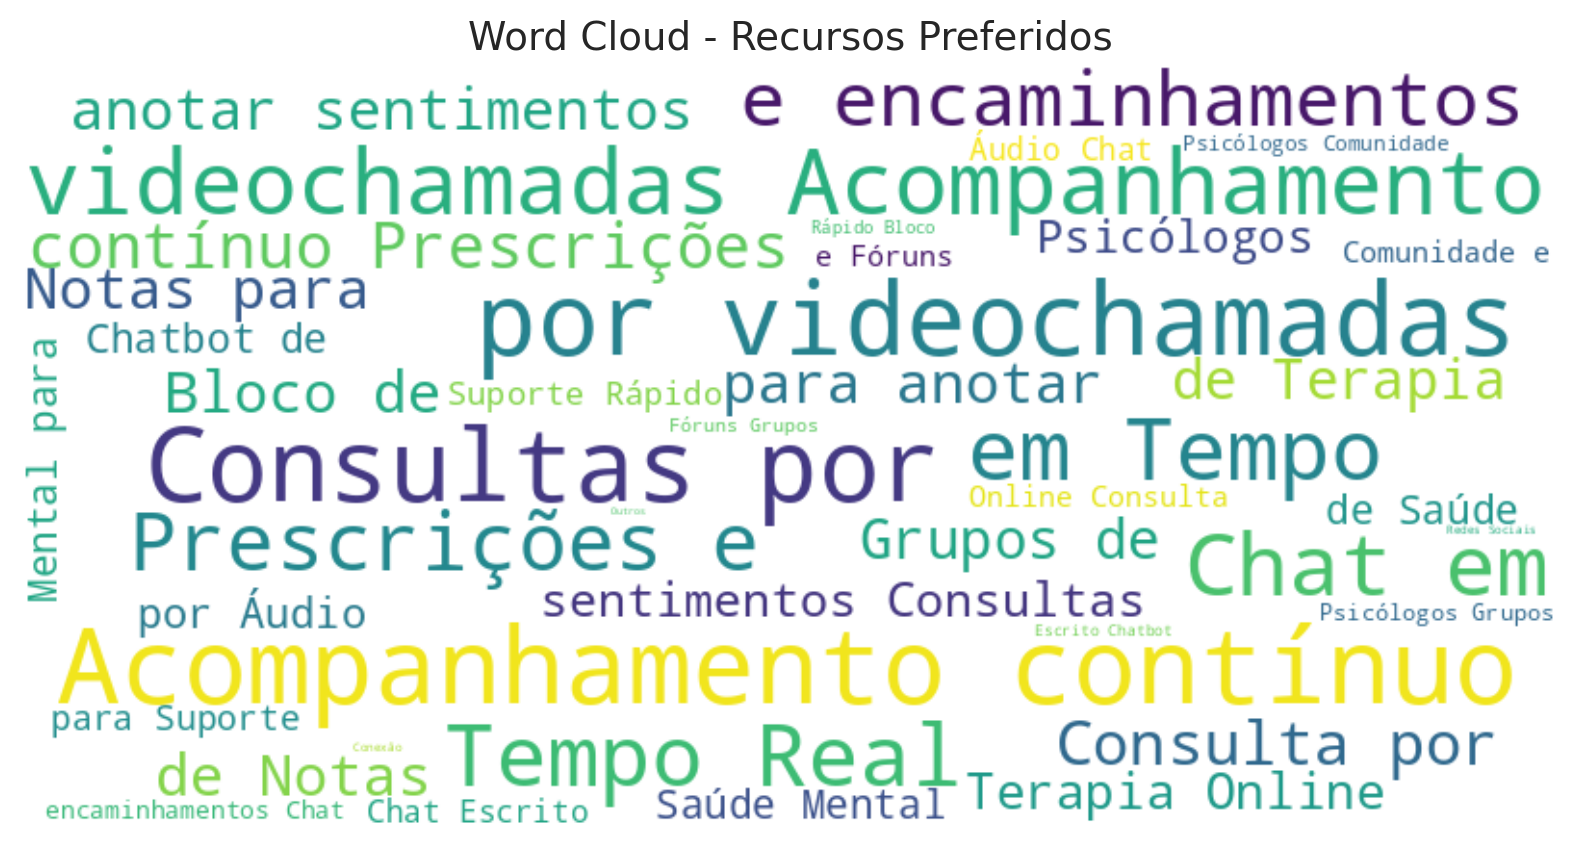 Word Cloud - Recursos Preferidos
anotar sentimentos
e encaminhamentos
Áudio Chat
Psicólogos Comunidade
videochamadas Acompanhamento
contínuo Prescrições
Rápido Bloco
e Fóruns
Psicólogos
Comunidade e
Notas para
por videochamadas
Chatbot de
Mental para
Bloco de
Suporte Rápido
para anotar
de Terapia
Fóruns Grupos
Consultas por
em Tempo
Online Consulta
de Saúde
Outros
Redes Sociais
Prescrições e
Grupos de
Chat em
por Áudio
sentimentos Consultas
Psicólogos Grupos
Escrito Chatbot
Acompanhamento contínuo
para Suporte
Conexão
Tempo Real
Consulta por
de Notas
Terapia Online
encaminhamentos Chat
Chat Escrito
Saúde Mental